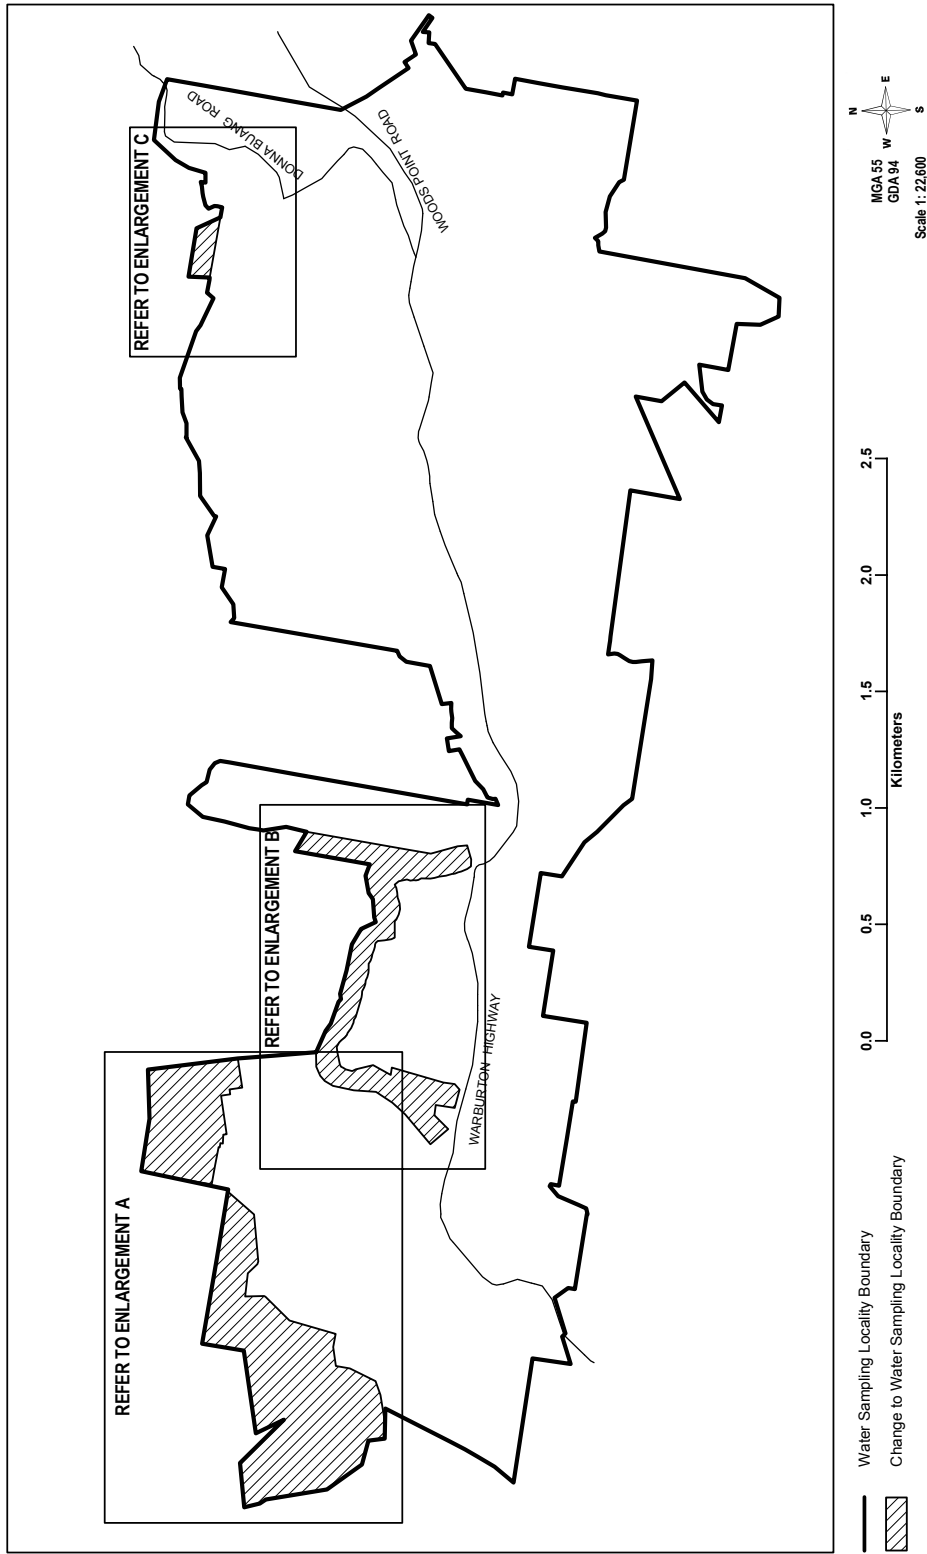 REFER TO ENLARGEMENT A
REFER TO ENLARGEMENT B
REFER TO ENLARGEMENT C
DONNA BUANG ROAD
WOODS POINT ROAD
WARBURTON HIGHWAY
Water Sampling Locality Boundary
Change to Water Sampling Locality Boundary
0.0 0.5 1.0 1.5 2.0 2.5
Kilometers
MGA 55
GDA 94
Scale 1: 22,600
N
E
S
W